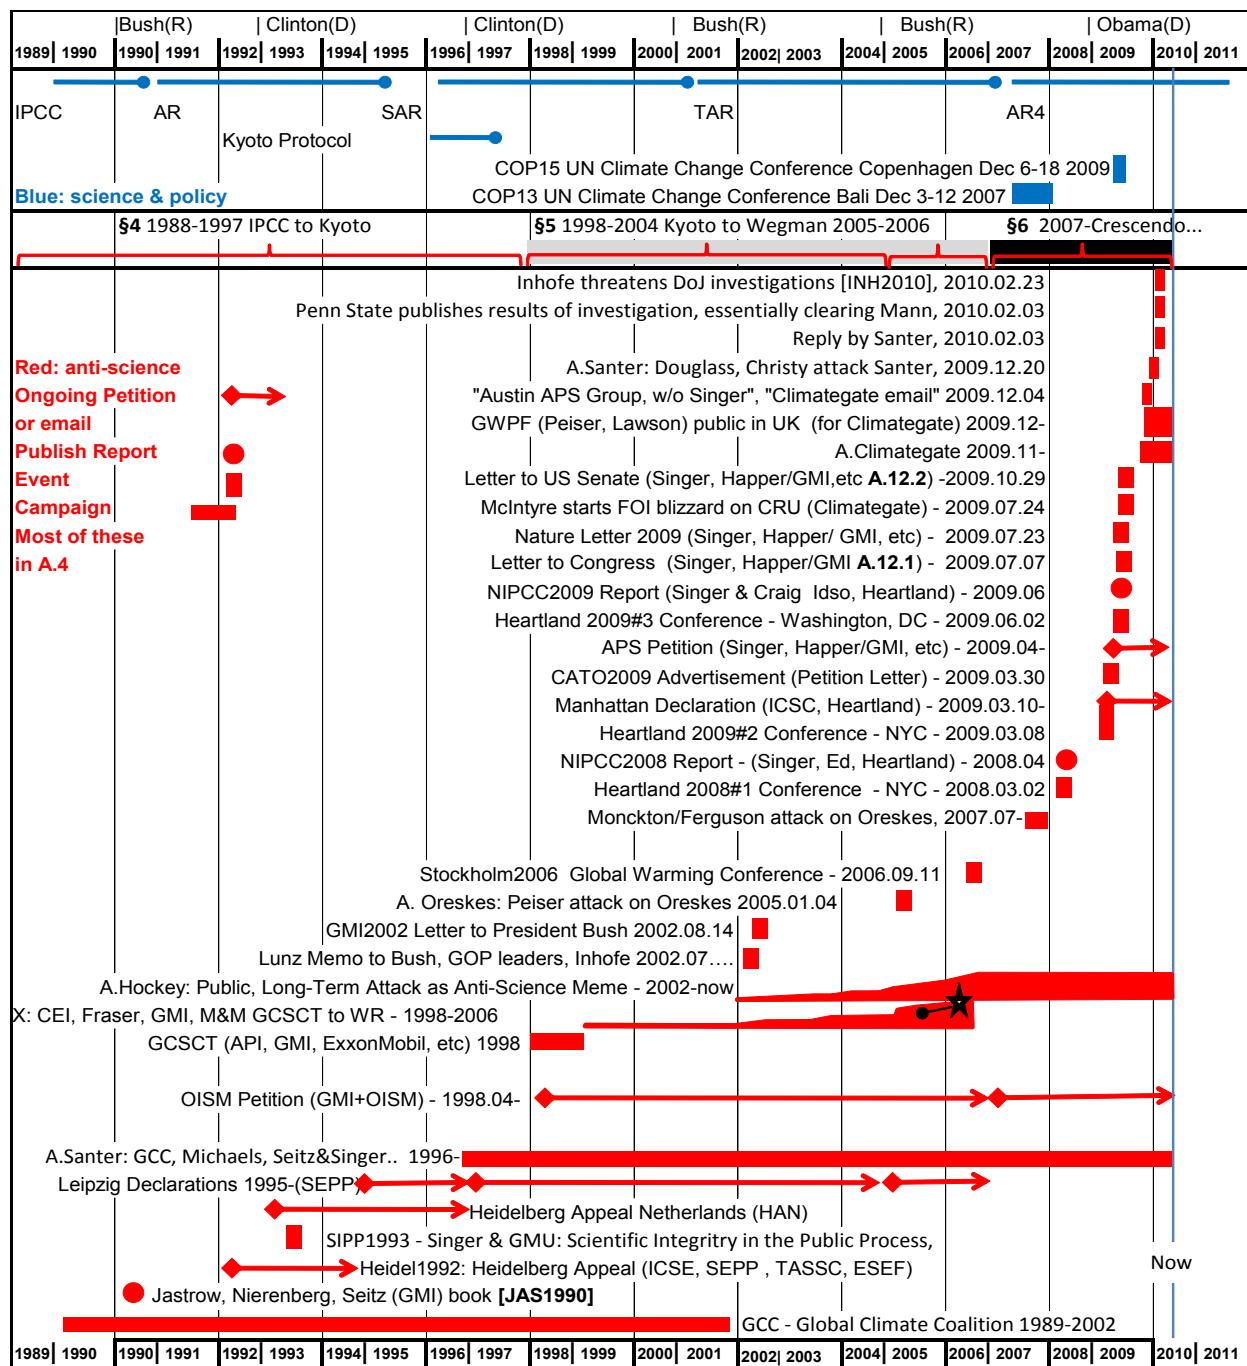 |Bush(R) |Clinton(D) |Clinton(D) | Bush(R) | Bush(R) |Obama(D)
1989| 1990 1990| 1991 1992 | 1993 1994 | 1995 1996 | 1997 1998 | 1999 2000 | 2001 2002| 2003 2004 | 2005 2006 | 2007 2008 | 2009 2010 | 2011
IPCC AR SAR TAR AR4
Kyoto Protocol
COP15 UN Climate Change Conference Copenhagen Dec 6-18 2009
Blue: science & policy COP13 UN Climate Change Conference Bali Dec 3-12 2007
§4 1988-1997 IPCC to Kyoto §5 1998-2004 Kyoto to Wegman 2005-2006 §6 2007-Crescendo...
Inhofe threatens DoJ investigations [INH2010], 2010.02.23
Penn State publishes results of investigation, essentially clearing Mann, 2010.02.03
Reply by Santer, 2010.02.03
Red: anti-science A.Santer: Douglass, Christy attack Santer, 2009.12.20
Ongoing Petition "Austin APS Group, w/o Singer", "Climategate email" 2009.12.04
or email GWPF (Peiser, Lawson) public in UK (for Climategate) 2009.12-
Publish Report A.Climategate 2009.11-
Event Letter to US Senate (Singer, Happer/GMI,etc A.12.2) -2009.10.29
Campaign McIntyre starts FOI blizzard on CRU (Climategate) - 2009.07.24
Most of these Nature Letter 2009 (Singer, Happer/ GMI, etc) - 2009.07.23
in A.4 Letter to Congress (Singer, Happer/GMI A.12.1) - 2009.07.07
NIPCC2009 Report (Singer & Craig Idso, Heartland) - 2009.06
Heartland 2009#3 Conference - Washington, DC - 2009.06.02
APS Petition (Singer, Happer/GMI, etc) - 2009.04-
CATO2009 Advertisement (Petition Letter) - 2009.03.30
Manhattan Declaration (ICSC, Heartland) - 2009.03.10-
Heartland 2009#2 Conference - NYC - 2009.03.08
NIPCC2008 Report - (Singer, Ed, Heartland) - 2008.04
Heartland 2008#1 Conference - NYC - 2008.03.02
Monckton/Ferguson attack on Oreskes, 2007.07-
Stockholm2006 Global Warming Conference - 2006.09.11
A. Oreskes: Peiser attack on Oreskes 2005.01.04
GMI2002 Letter to President Bush 2002.08.14
Lunz Memo to Bush, GOP leaders, Inhofe 2002.07....
A.Hockey: Public, Long-Term Attack as Anti-Science Meme - 2002-now
X: CEI, Fraser, GMI, M&M GCSCT to WR - 1998-2006
GCSCT (API, GMI, ExxonMobil, etc) 1998
OISM Petition (GMI+OISM) - 1998.04-
A.Santer: GCC, Michaels, Seitz&Singer.. 1996-
Leipzig Declarations 1995-(SEPP)
Heidelberg Appeal Netherlands (HAN)
SIPP1993 - Singer & GMU: Scientific Integritry in the Public Process,
Now
Heidel1992: Heidelberg Appeal (ICSE, SEPP , TASSC, ESEF)
Jastrow, Nierenberg, Seitz (GMI) book [JAS1990]
GCC - Global Climate Coalition 1989-2002
1989| 1990 1990| 1991 1992 | 1993 1994 | 1995 1996 | 1997 1998 | 1999 2000 | 2001 2002| 2003 2004 | 2005 2006 | 2007 2008 | 2009 2010 | 2011